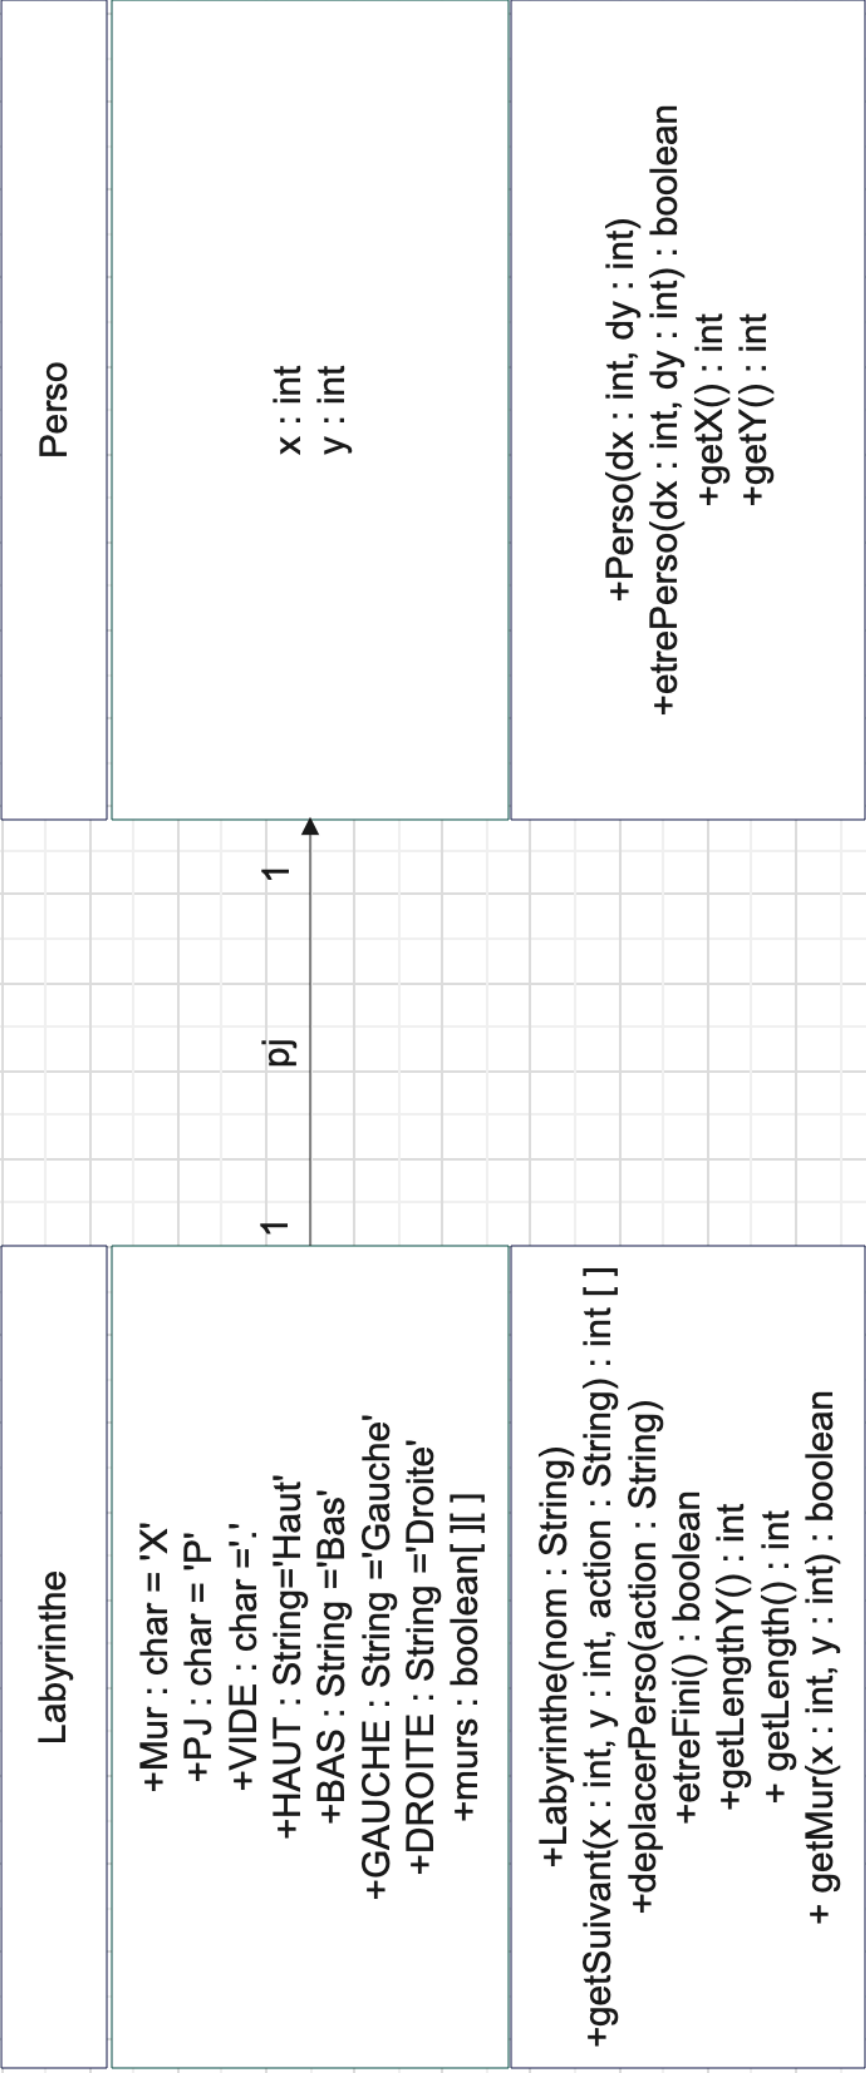 Labyrinthe
+Mur : char = 'X'
+PJ : char = 'P'
+VIDE : char ='.'
+HAUT : String='Haut'
+BAS : String ='Bas'
+GAUCHE : String ='Gauche'
+DROITE : String ='Droite'
+murs : boolean[ ][ ]
+Labyrinthe(nom : String)
+getSuivant(x : int, y : int, action : String) : int [ ]
+deplacerPerso(action : String)
+etreFini() : boolean
+getLengthY() : int
+ getLength() : int
+ getMur(x : int, y : int) : boolean
1
pj
1
Perso
x : int
y : int
+Perso(dx : int, dy : int)
+etrePerso(dx : int, dy : int) : boolean
+getX() : int
+getY() : int